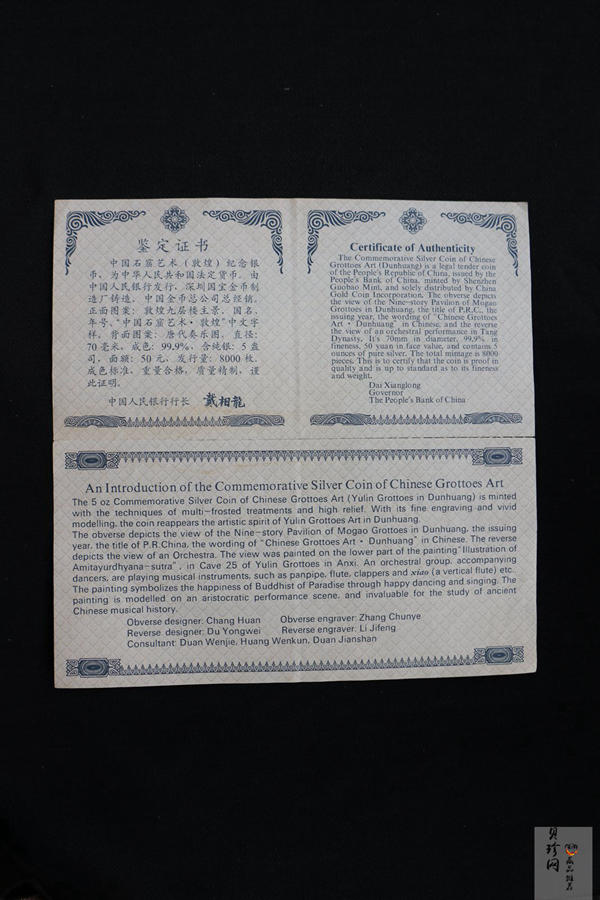 鉴定证书
中国石窟艺术（敦煌）纪念银
币，为中华人民共和国法定货币。由
中国人民银行发行，深圳国宝金币制
造厂铸造，中国金币总公司总经销。
正面图案：敦煌九层楼主景，国名，
年号，“中国石窟艺术·敦煌”中文字
样，背面图案：唐代奏乐图。直径：
70毫米，成色：99.9%，含纯银：5盎
司，面额：50元，发行量：8000枚。
成色标准，重量合格，质量精制，谨
此证明。
中国人民银行行长 戴相龍
Certificate of Authenticity
The Commemorative Silver Coin of Chinese
Grottoes Art (Dunhuang) is a legal tender coin
of the People's Republic of China, issued by the
People's Bank of China, minted by Shenzhen
Guobao Mint, and solely distributed by China
Gold Coin Incorporation. The obverse depicts
the view of the Nine-story Pavilion of Mogao
Grottoes in Dunhuang, the title of P.R.C., the
issuing year, the wording of "Chinese Grottoes
Art · Dunhuang" in Chinese, and the reverse
the view of an orchestral performance in Tang
Dynasty. It's 70mm in diameter, 99.9% in
fineness, 50 yuan in face value, and contains 5
ounces of pure silver. The total mimage is 8000
pieces. This is to certify that the coin is proof in
quality and is up to standard as to its fineness
and weight.
Dai Xianglong
Governor
The People's Bank of China
An Introduction of the Commemorative Silver Coin of Chinese Grottoes Art
The 5 oz Commemorative Silver Coin of Chinese Grottoes Art (Yulin Grottoes in Dunhuang) is minted
with the techniques of multi-frosted treatments and high relief. With its fine engraving and vivid
modelling, the coin reappears the artistic spirit of Yulin Grottoes Art in Dunhuang.
The obverse depicts the view of the Nine-story Pavilion of Mogao Grottoes in Dunhuang, the issuing
year, the title of P.R.China, the wording of "Chinese Grottoes Art · Dunhuang" in Chinese. The reverse
depicts the view of an Orchestra. The view was painted on the lower part of the painting "Illustration of
Amitayurdhyana-sutra", in Cave 25 of Yulin Grottoes in Anxi. An orchestral group, accompanying
dancers, are playing musical instruments, such as panpipe, flute, clappers and xiao (a vertical flute) etc..
The painting symbolizes the happiness of Buddhist of Paradise through happy dancing and singing. The
painting is modelled on an aristocratic performance scene, and invaluable for the study of ancient
Chinese musical history.
Obverse designer: Chang Huan Obverse engraver: Zhang Chunye
Reverse designer: Du Yongwei Reverse engraver: Li Jifeng
Consultant: Duan Wenjie, Huang Wenkun, Duan Jianshan
贝珍网
藏品推荐